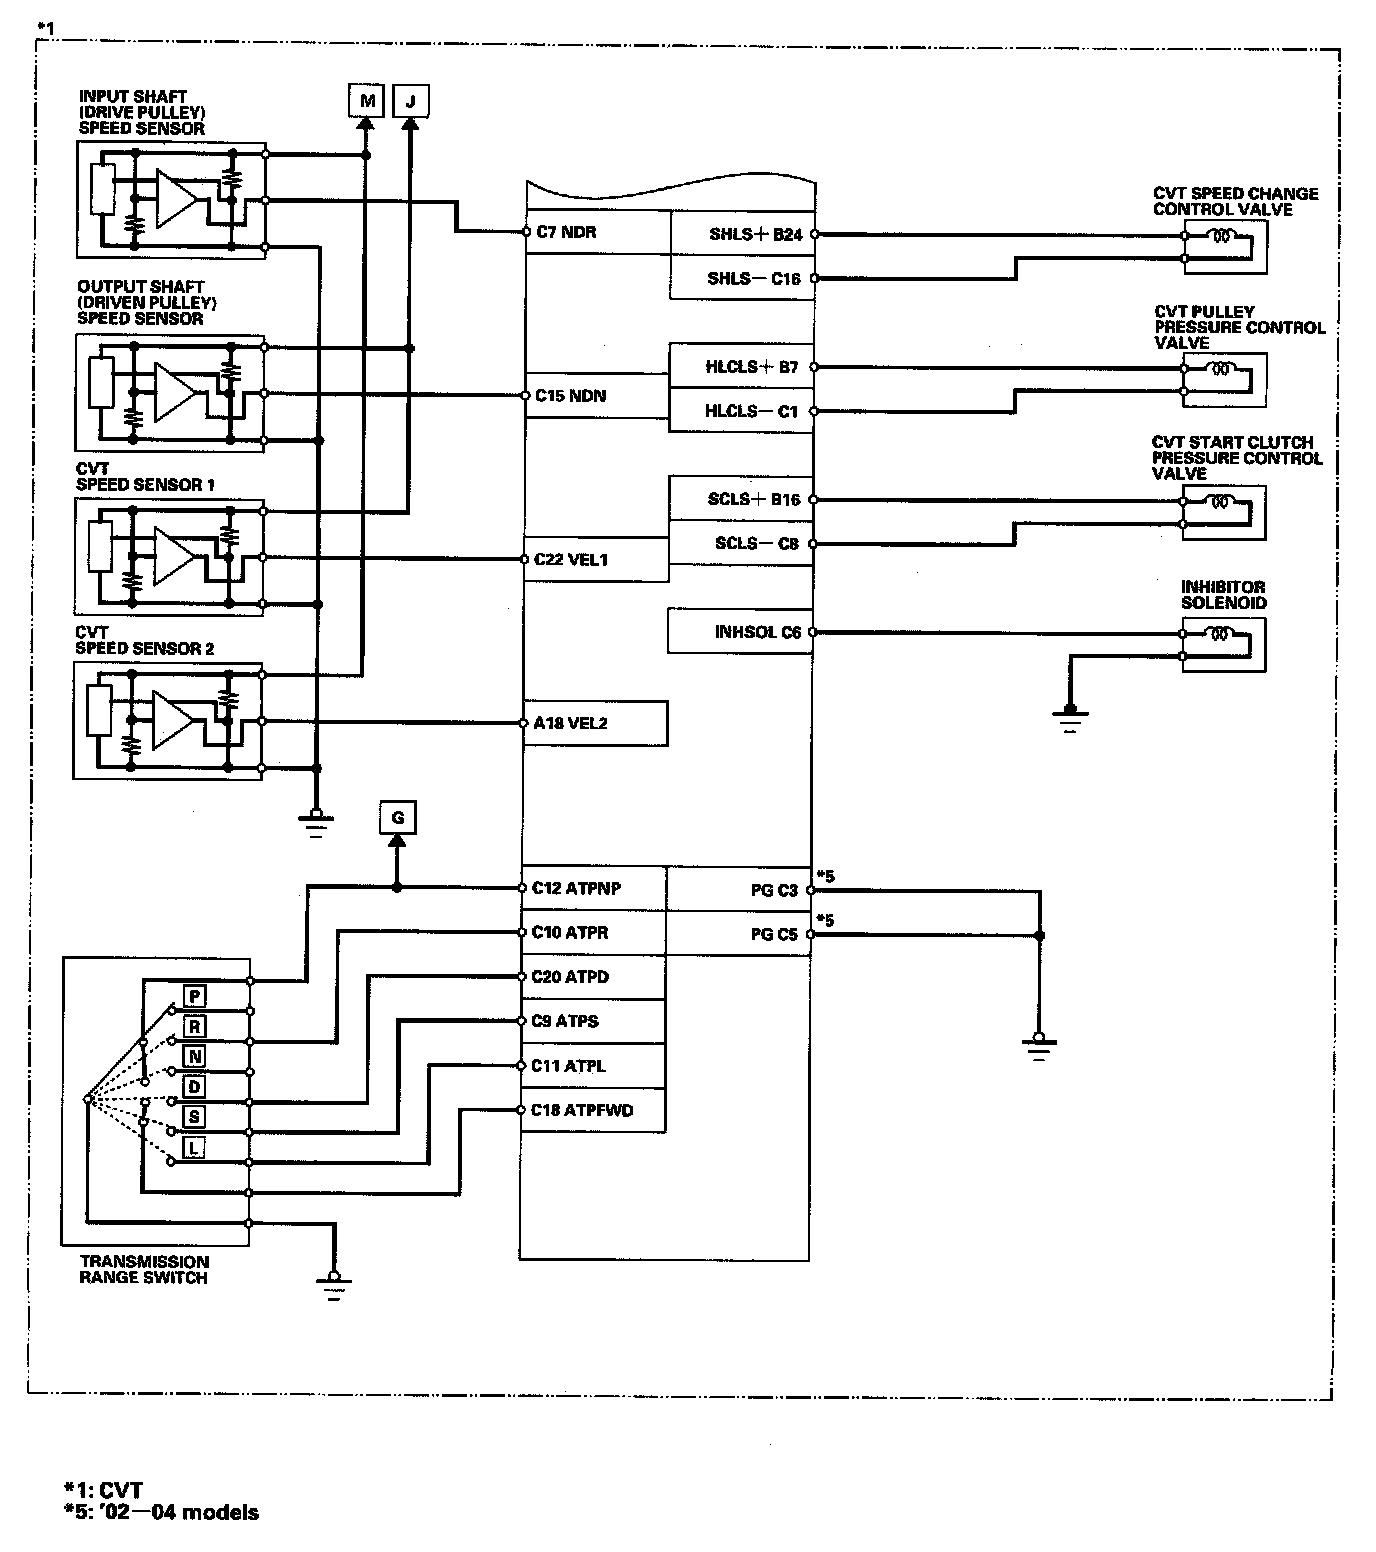 *1
INPUT SHAFT
(DRIVE PULLEY)
SPEED SENSOR
M
J
C7 NDR
SHLS+ B24
SHLS- C16
CVT SPEED CHANGE
CONTROL VALVE
OUTPUT SHAFT
(DRIVEN PULLEY)
SPEED SENSOR
C15 NDN
HLCLS+ B7
HLCLS- C1
CVT PULLEY
PRESSURE CONTROL
VALVE
CVT
SPEED SENSOR 1
C22 VEL1
SCLS+ B16
SCLS- C8
CVT START CLUTCH
PRESSURE CONTROL
VALVE
CVT
SPEED SENSOR 2
A18 VEL2
INHSOL C6
INHIBITOR
SOLENOID
G
C12 ATPNP
C10 ATPR
C20 ATPD
C9 ATPS
C11 ATPL
C18 ATPFWD
PG C3
*5
PG C5
*5
P
R
N
D
S
L
TRANSMISSION
RANGE SWITCH
*1: CVT
*5: '02—04 models